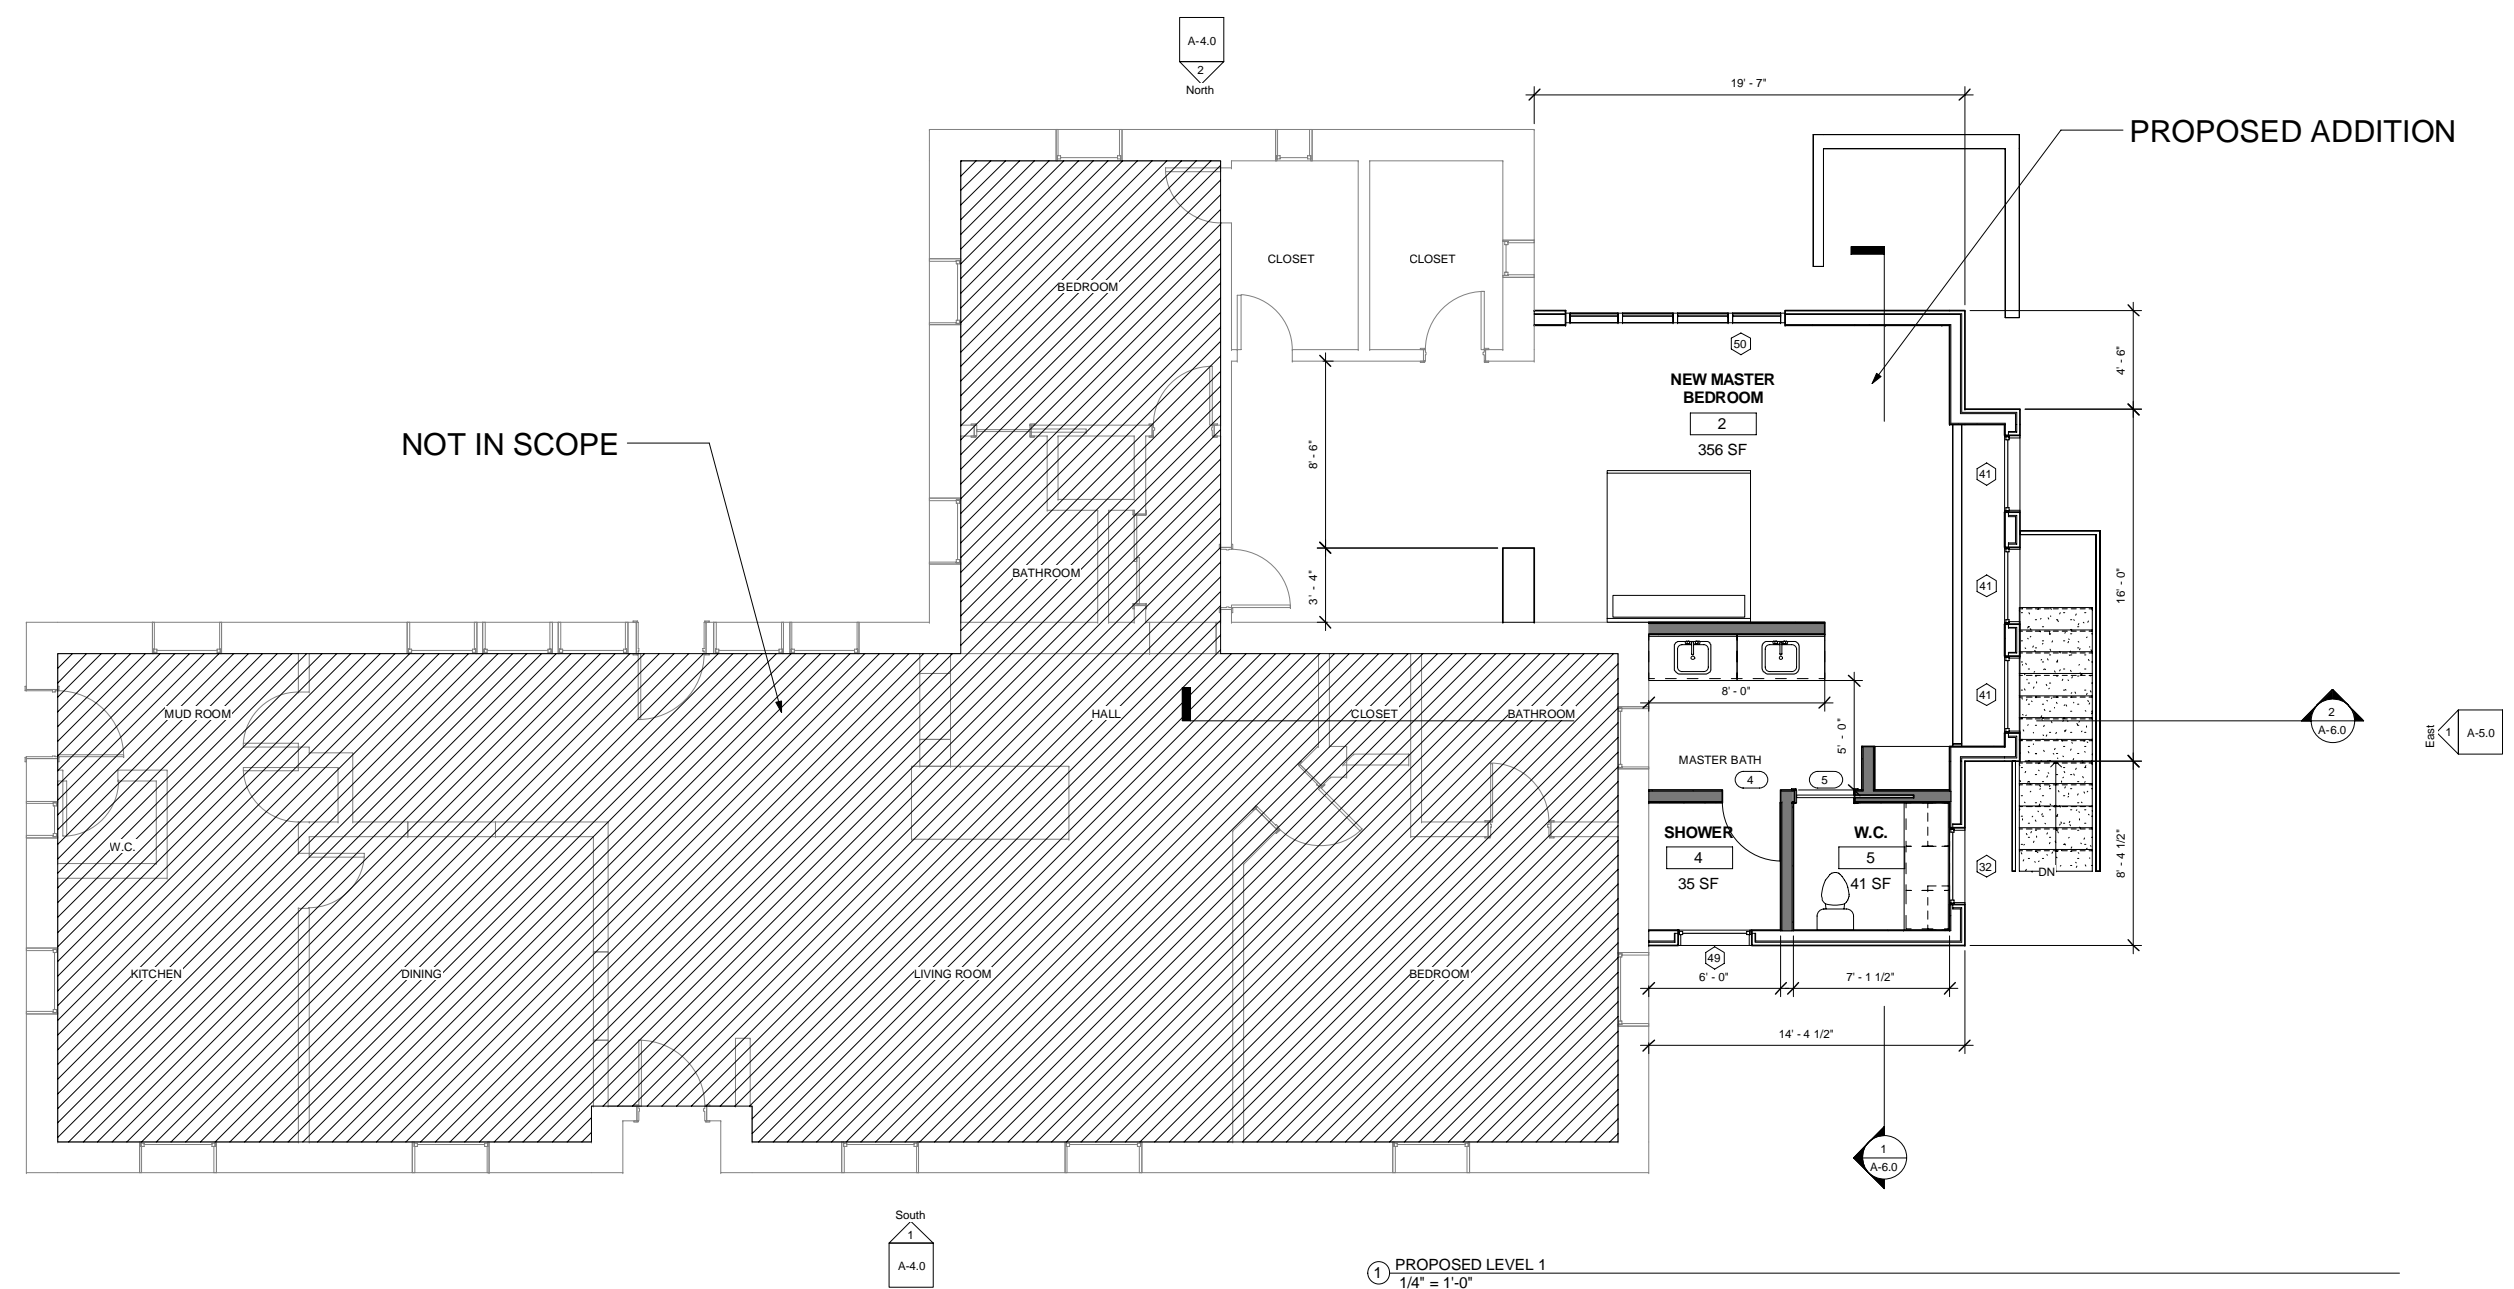 A-4.0
2
North
19' - 7"
PROPOSED ADDITION
CLOSET
CLOSET
BEDROOM
50
4' - 6"
NEW MASTER
BEDROOM
2
356 SF
NOT IN SCOPE
8' - 6"
41
BATHROOM
3' - 4"
41
16' - 0"
41
8' - 0"
MUD ROOM
HALL
CLOSET
BATHROOM
5' - 0"
2
A-6.0
East
1
A-5.0
MASTER BATH
4
5
W.C.
SHOWER
4
35 SF
W.C.
5
41 SF
32
DN
8' - 4 1/2"
KITCHEN
DINING
LIVING ROOM
BEDROOM
49
6' - 0"
7' - 1 1/2"
14' - 4 1/2"
1
A-6.0
South
1
A-4.0
1
PROPOSED LEVEL 1
1/4" = 1'-0"